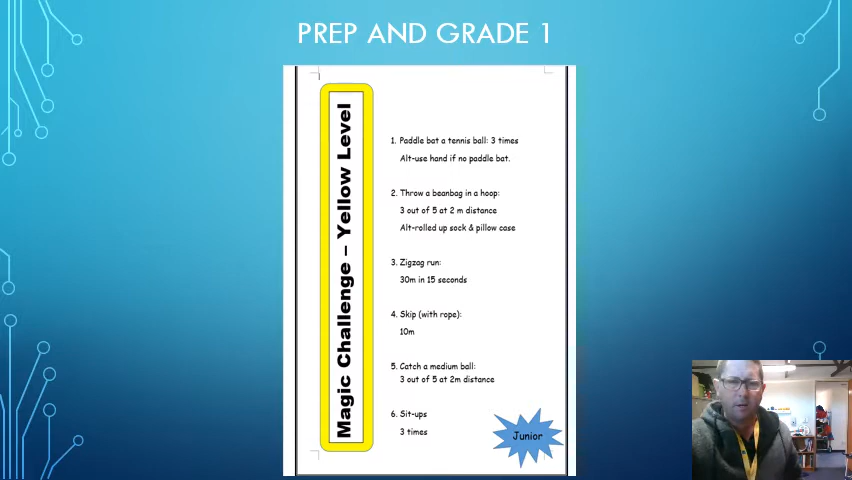 PREP AND GRADE 1
Magic Challenge – Yellow Level
1. Paddle bat a tennis ball: 3 times
Alt-use hand if no paddle bat.
2. Throw a beanbag in a hoop:
3 out of 5 at 2 m distance
Alt-rolled up sock & pillow case
3. Zigzag run:
30m in 15 seconds
4. Skip (with rope):
10m
5. Catch a medium ball:
3 out of 5 at 2m distance
6. Sit-ups
3 times
Junior